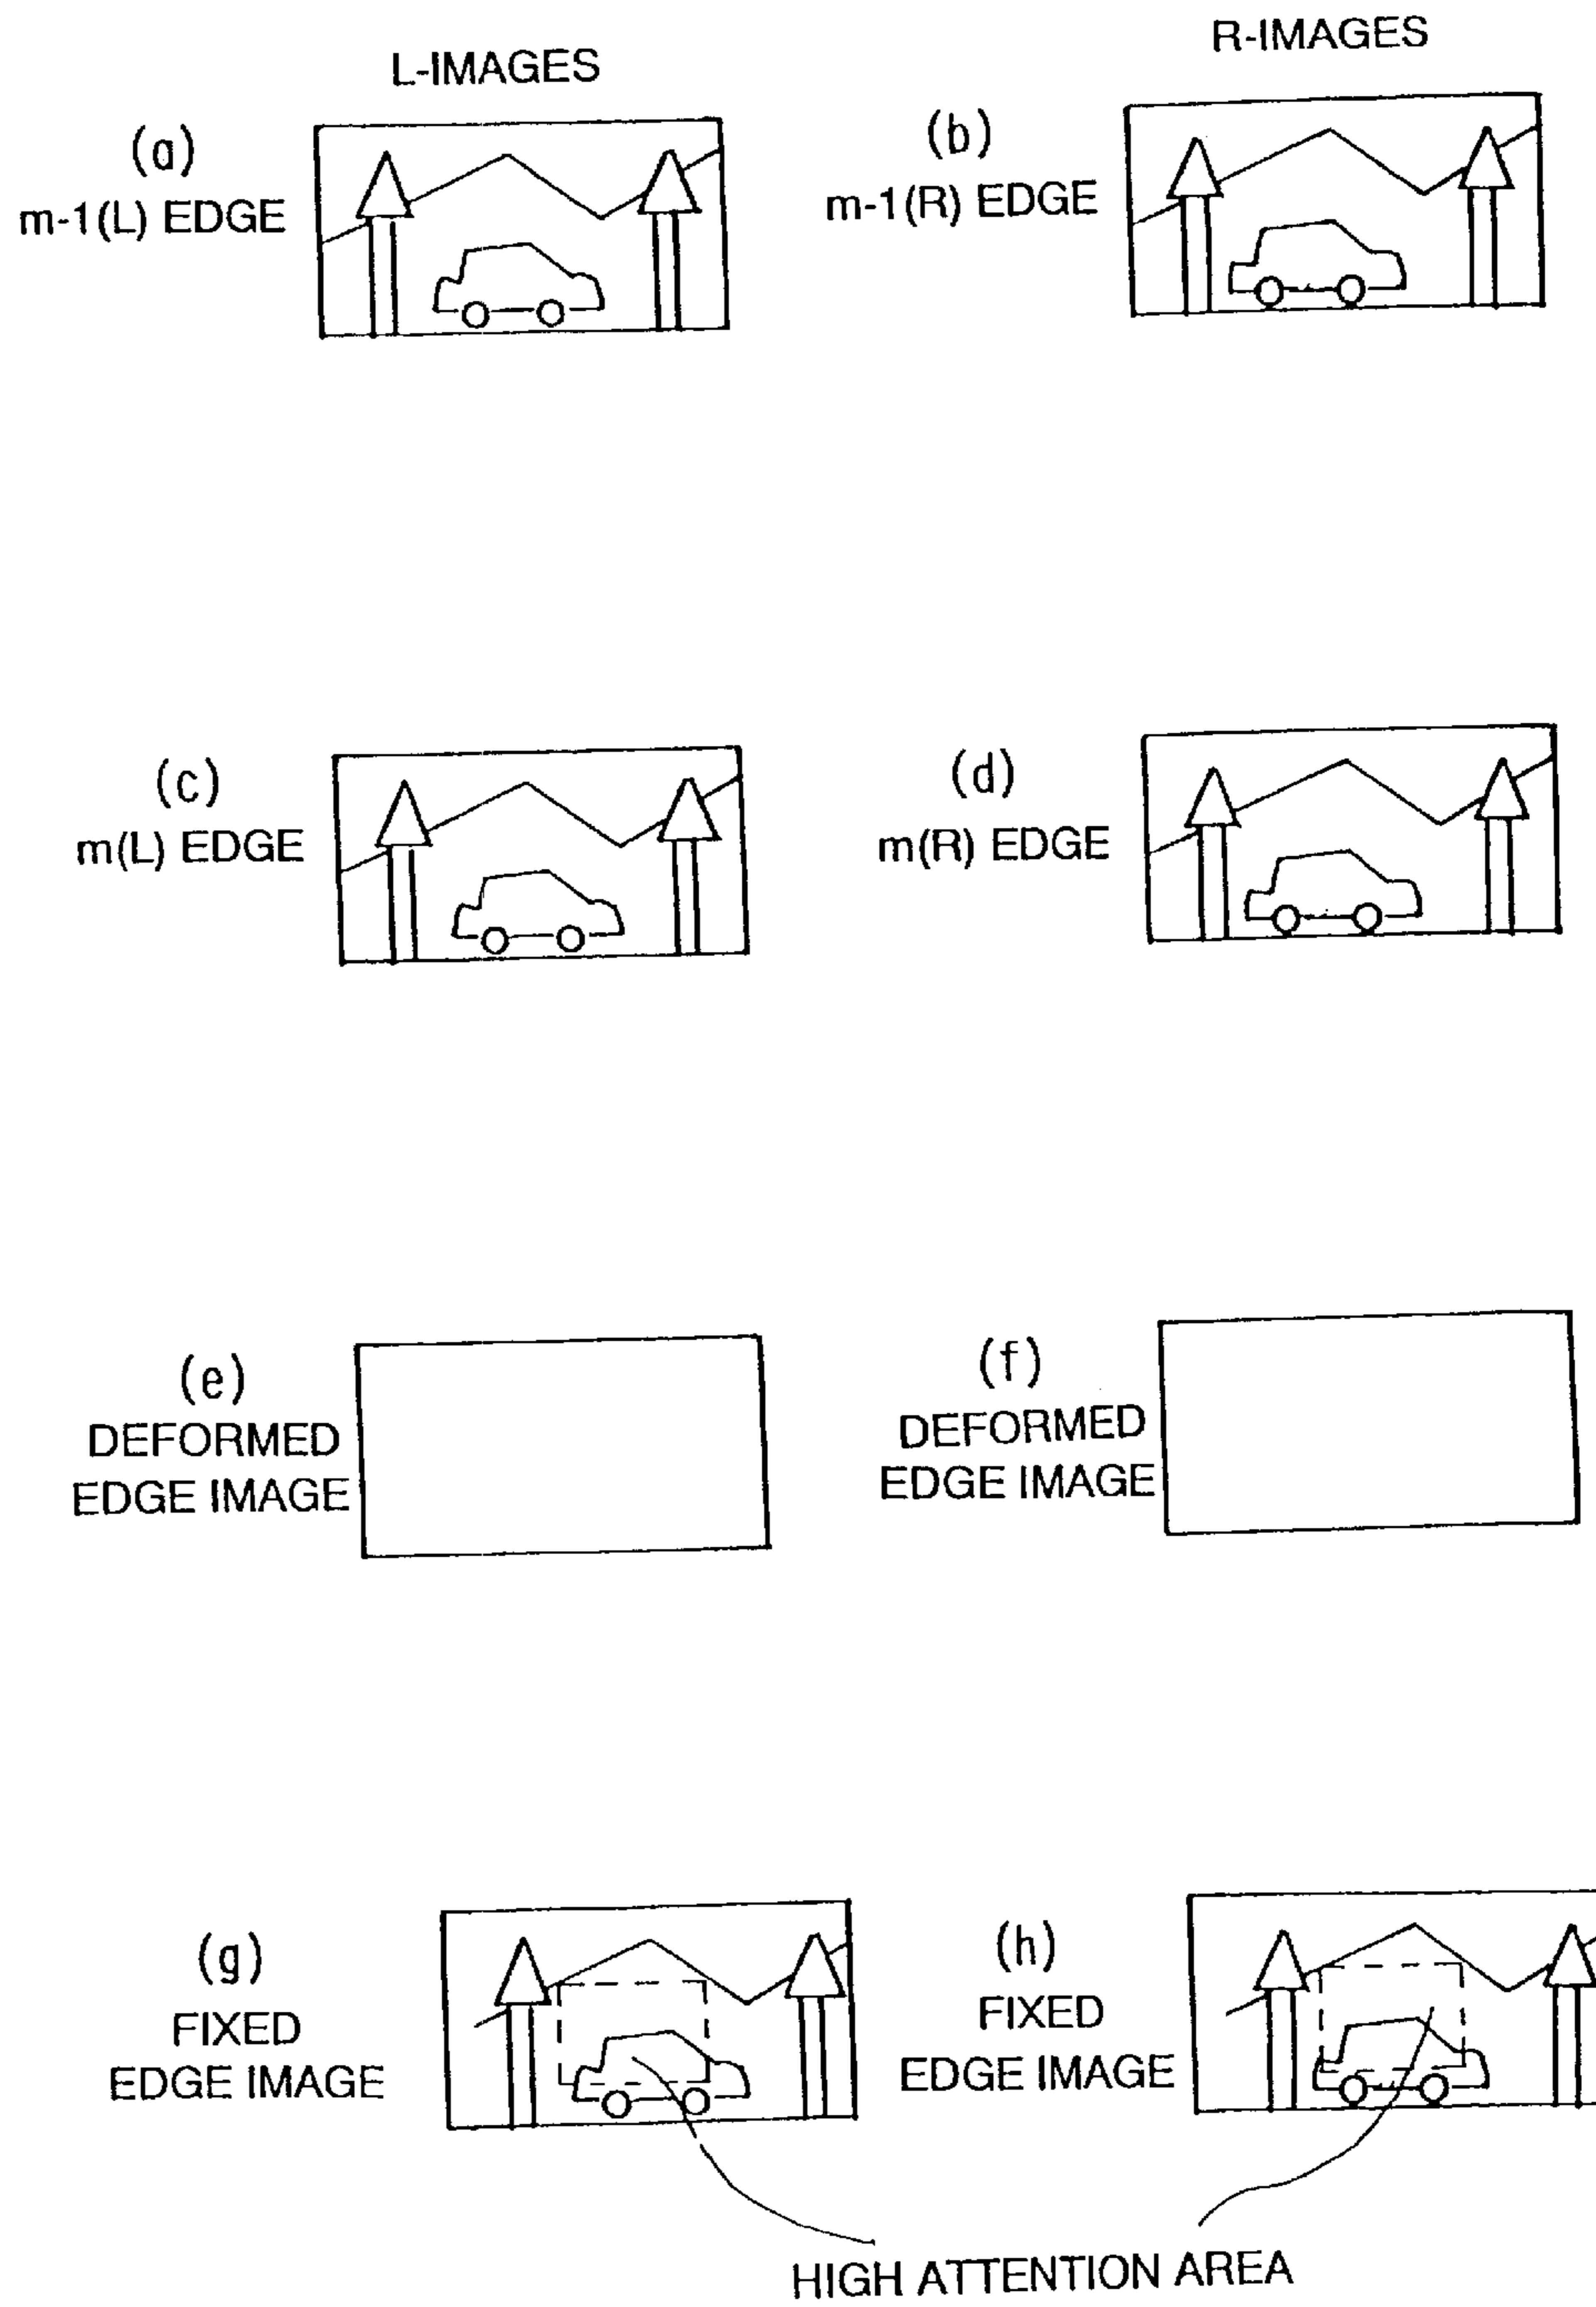 L-IMAGES
R-IMAGES
(a)
m-1(L) EDGE
(b)
m-1(R) EDGE
(c)
m(L) EDGE
(d)
m(R) EDGE
(e)
DEFORMED
EDGE IMAGE
(f)
DEFORMED
EDGE IMAGE
(g)
FIXED
EDGE IMAGE
(h)
FIXED
EDGE IMAGE
HIGH ATTENTION AREA